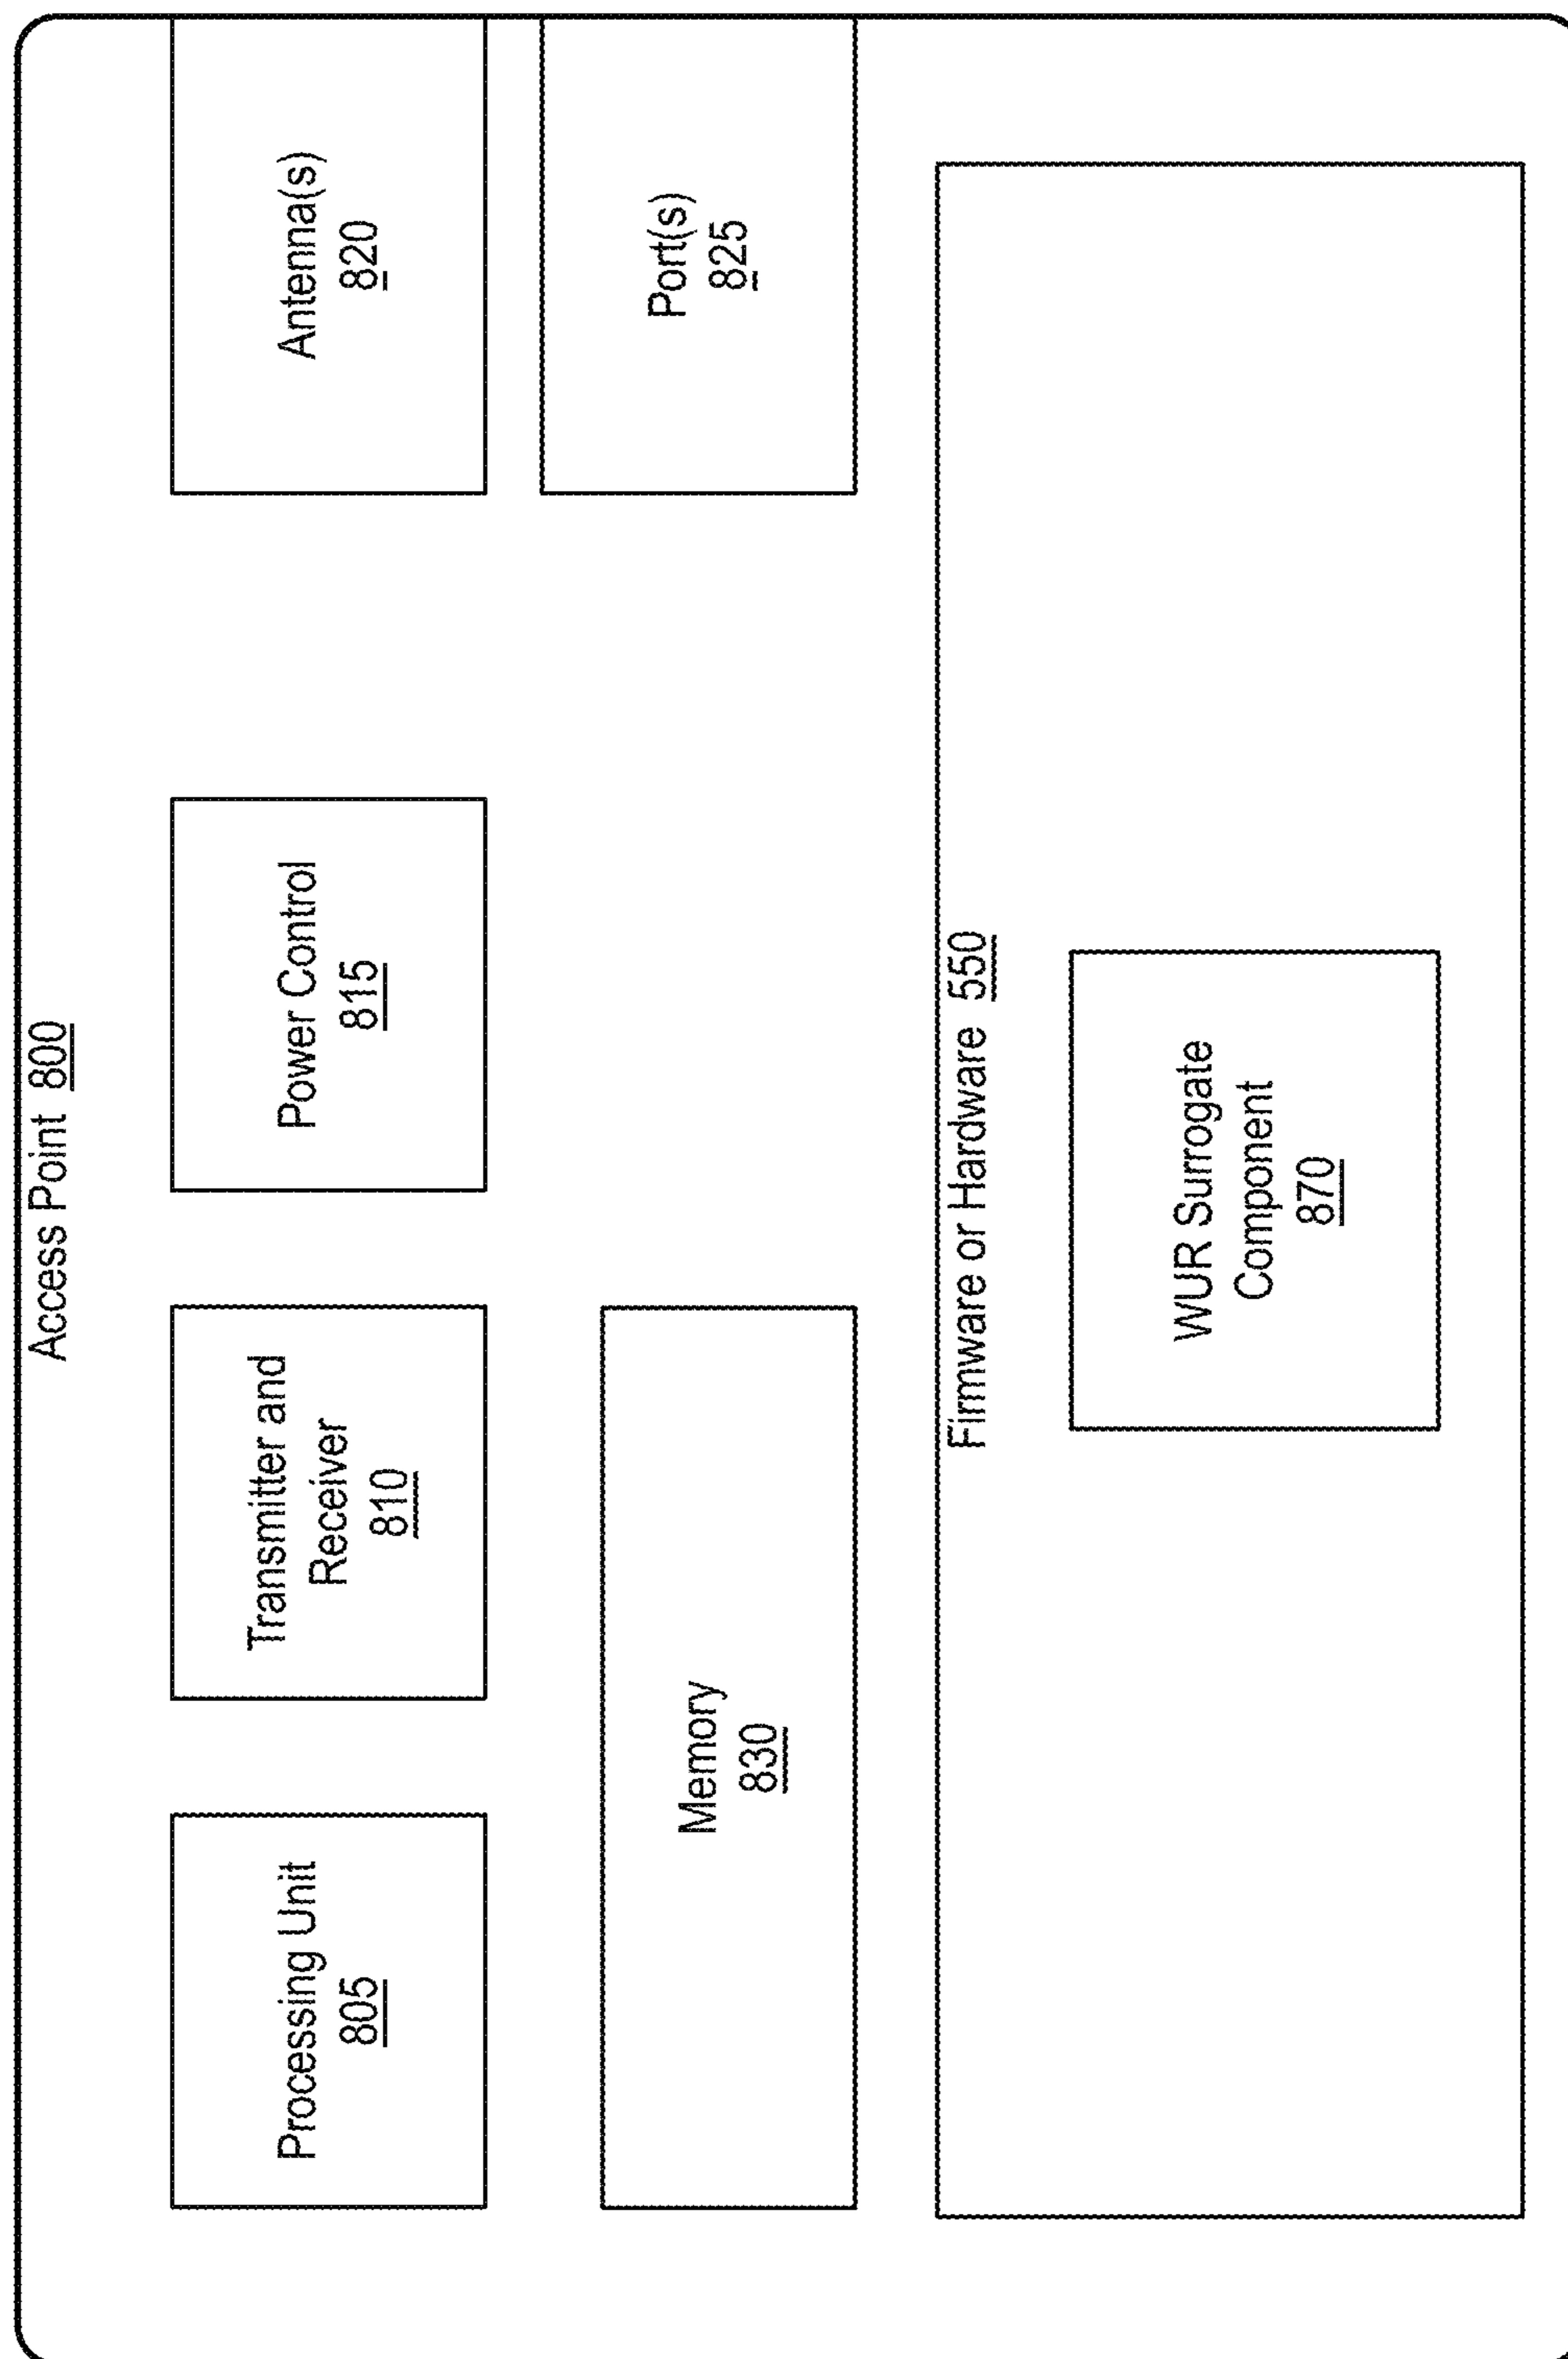 Access Point 800
Processing Unit
805
Transmitter and
Receiver
810
Power Control
815
Antenna(s)
820
Memory
830
Port(s)
825
Firmware or Hardware 550
WUR Surrogate
Component
870